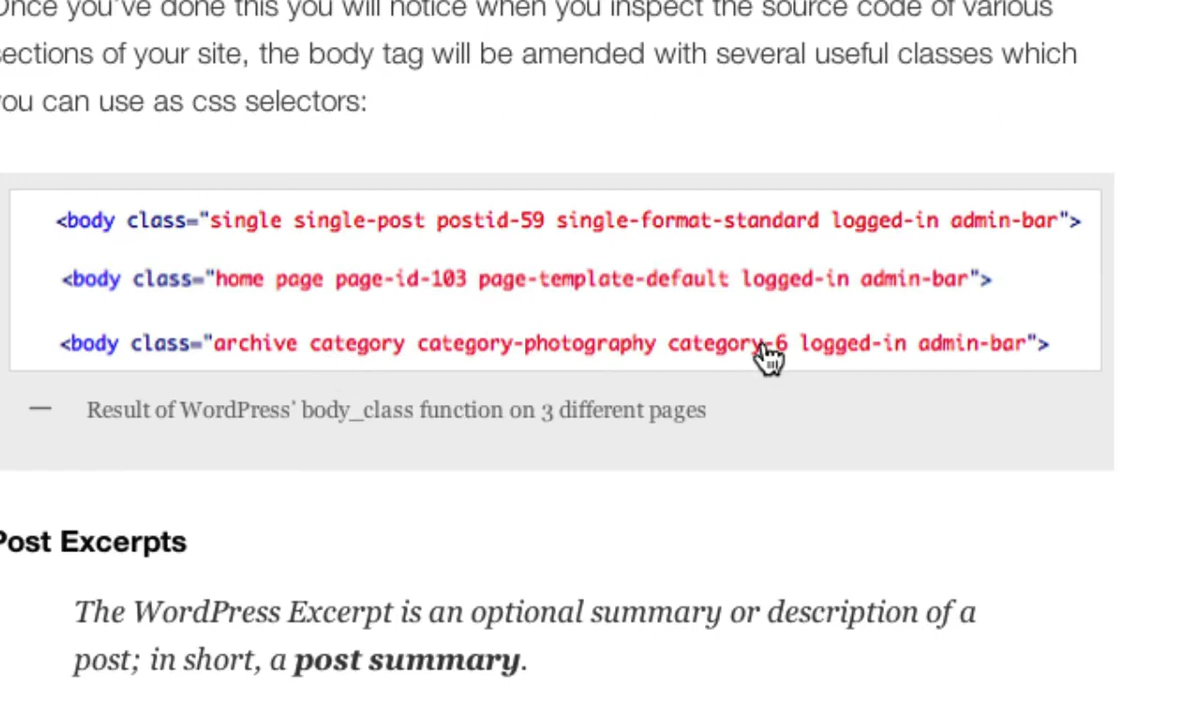 Once you've done this you will notice when you inspect the source code of various
sections of your site, the body tag will be amended with several useful classes which
you can use as css selectors:
<body class="single single-post postid-59 single-format-standard logged-in admin-bar">
<body class="home page page-id-103 page-template-default logged-in admin-bar">
<body class="archive category category-photography category-6 logged-in admin-bar">
— Result of WordPress' body_class function on 3 different pages
Post Excerpts
The WordPress Excerpt is an optional summary or description of a
post; in short, a post summary.